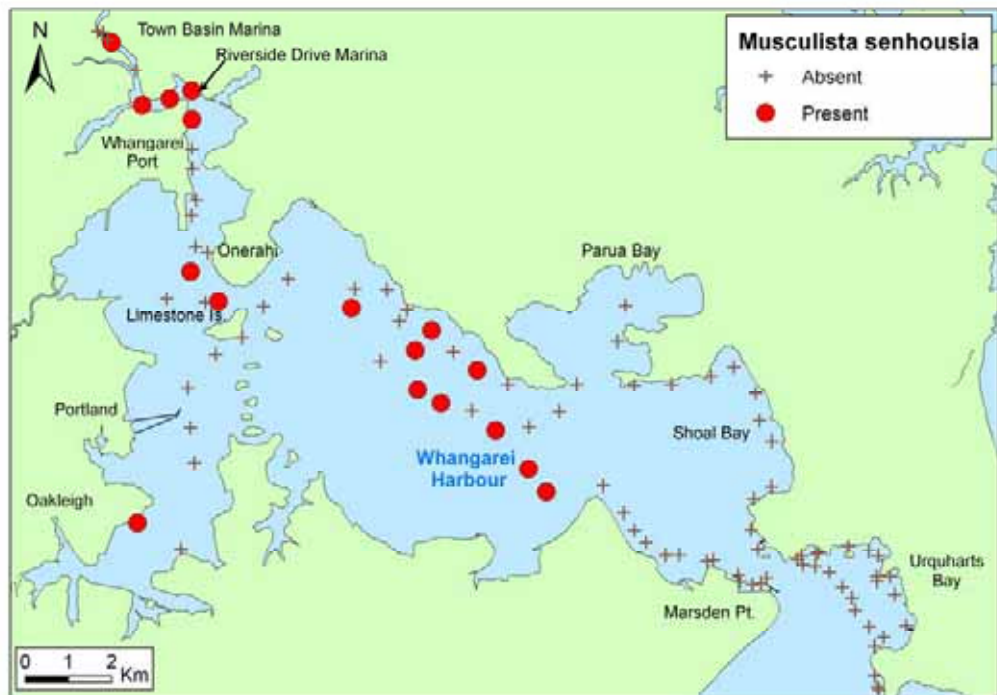 N
Town Basin Marina
Riverside Drive Marina
Musculista senhousia
Absent
Present
Whangarei
Port
Onerahi
Parua Bay
Limestone Is.
Portland
Shoal Bay
Whangarei
Harbour
Oakleigh
Urquharts
Bay
Marsden Pt.
0 1 2
Km